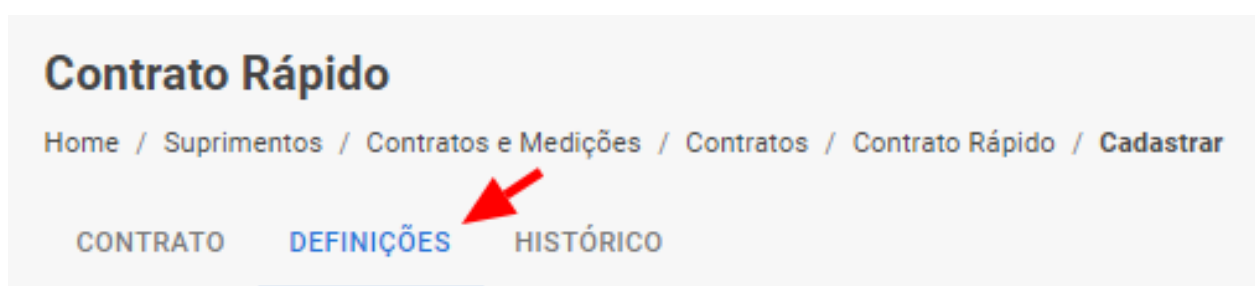 Contrato Rápido
Home / Suprimentos / Contratos e Medições / Contratos / Contrato Rápido / Cadastrar
CONTRATO DEFINIÇÕES HISTÓRICO